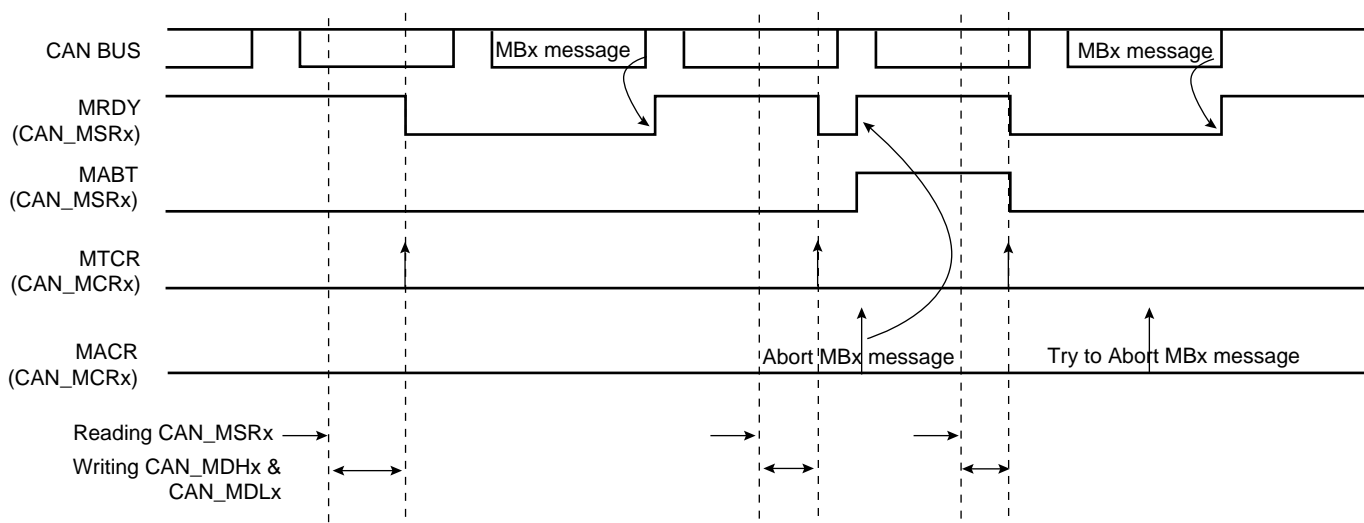 CAN BUS
MBx message
MBx message
MRDY
(CAN_MSRx)
MABT
(CAN_MSRx)
MTCR
(CAN_MCRx)
MACR
(CAN_MCRx)
Abort MBx message
Try to Abort MBx message
Reading CAN_MSRx
Writing CAN_MDHx &
CAN_MDLx